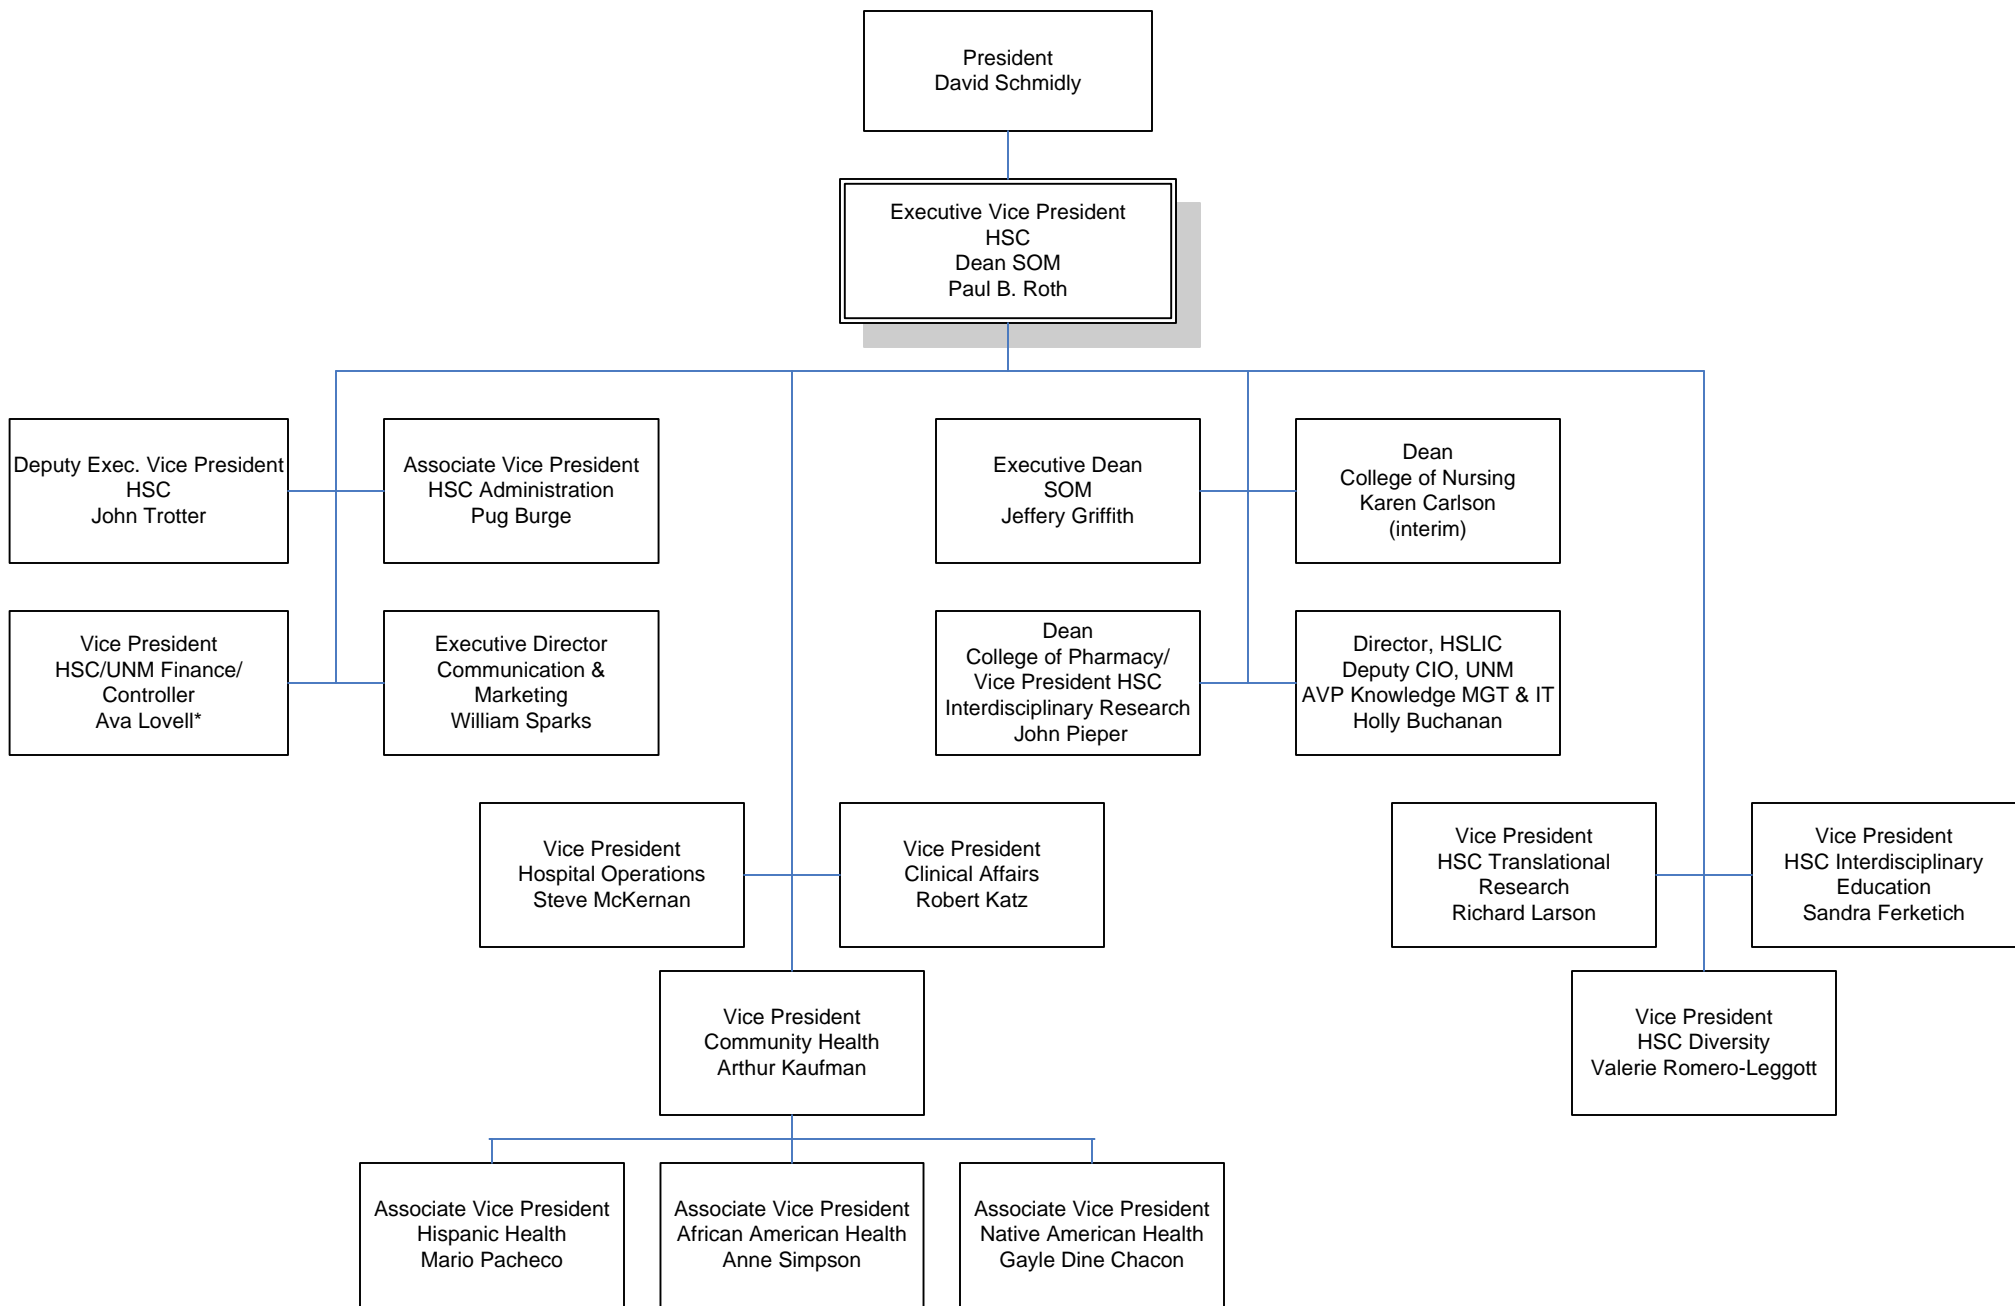 President
David Schmidly
Executive Vice President
HSC
Dean SOM
Paul B. Roth
Deputy Exec. Vice President
HSC
John Trotter
Associate Vice President
HSC Administration
Pug Burge
Executive Dean
SOM
Jeffery Griffith
Dean
College of Nursing
Karen Carlson
(interim)
Vice President
HSC/UNM Finance/
Controller
Ava Lovell*
Executive Director
Communication &
Marketing
William Sparks
Dean
College of Pharmacy/
Vice President HSC
Interdisciplinary Research
John Pieper
Director, HSLIC
Deputy CIO, UNM
AVP Knowledge MGT & IT
Holly Buchanan
Vice President
Hospital Operations
Steve McKernan
Vice President
Clinical Affairs
Robert Katz
Vice President
HSC Translational
Research
Richard Larson
Vice President
HSC Interdisciplinary
Education
Sandra Ferketich
Vice President
Community Health
Arthur Kaufman
Vice President
HSC Diversity
Valerie Romero-Leggott
Associate Vice President
Hispanic Health
Mario Pacheco
Associate Vice President
African American Health
Anne Simpson
Associate Vice President
Native American Health
Gayle Dine Chacon